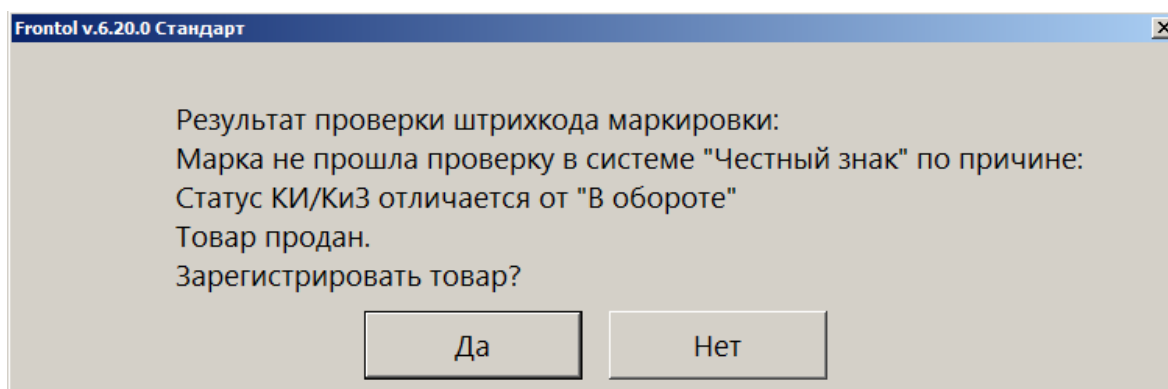 Frontol v.6.20.0 Стандарт
Результат проверки штрихкода маркировки:
Марка не прошла проверку в системе "Честный знак" по причине:
Статус КИ/КиЗ отличается от "В обороте"
Товар продан.
Зарегистрировать товар?
Да
Нет